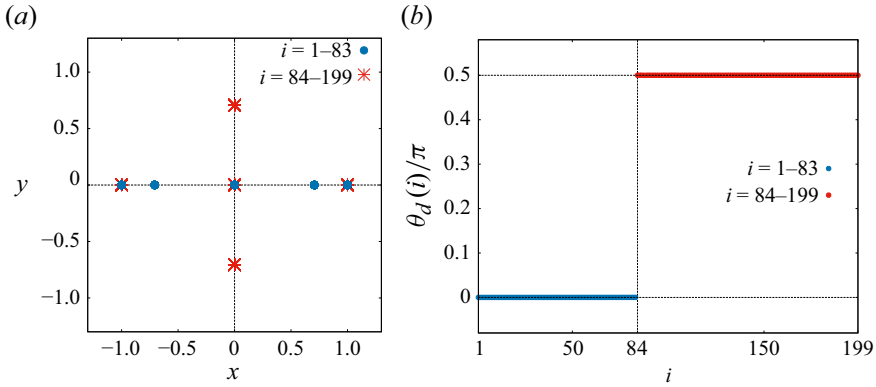 (a)
i = 1–83
i = 84–199
1.0
0.5
0
−0.5
−1.0
y
−1.0 −0.5 0 0.5 1.0
x
(b)
0.5
0.4
0.3
0.2
0.1
0
θd(i)/π
i = 1–83
i = 84–199
1 50 84 150 199
i